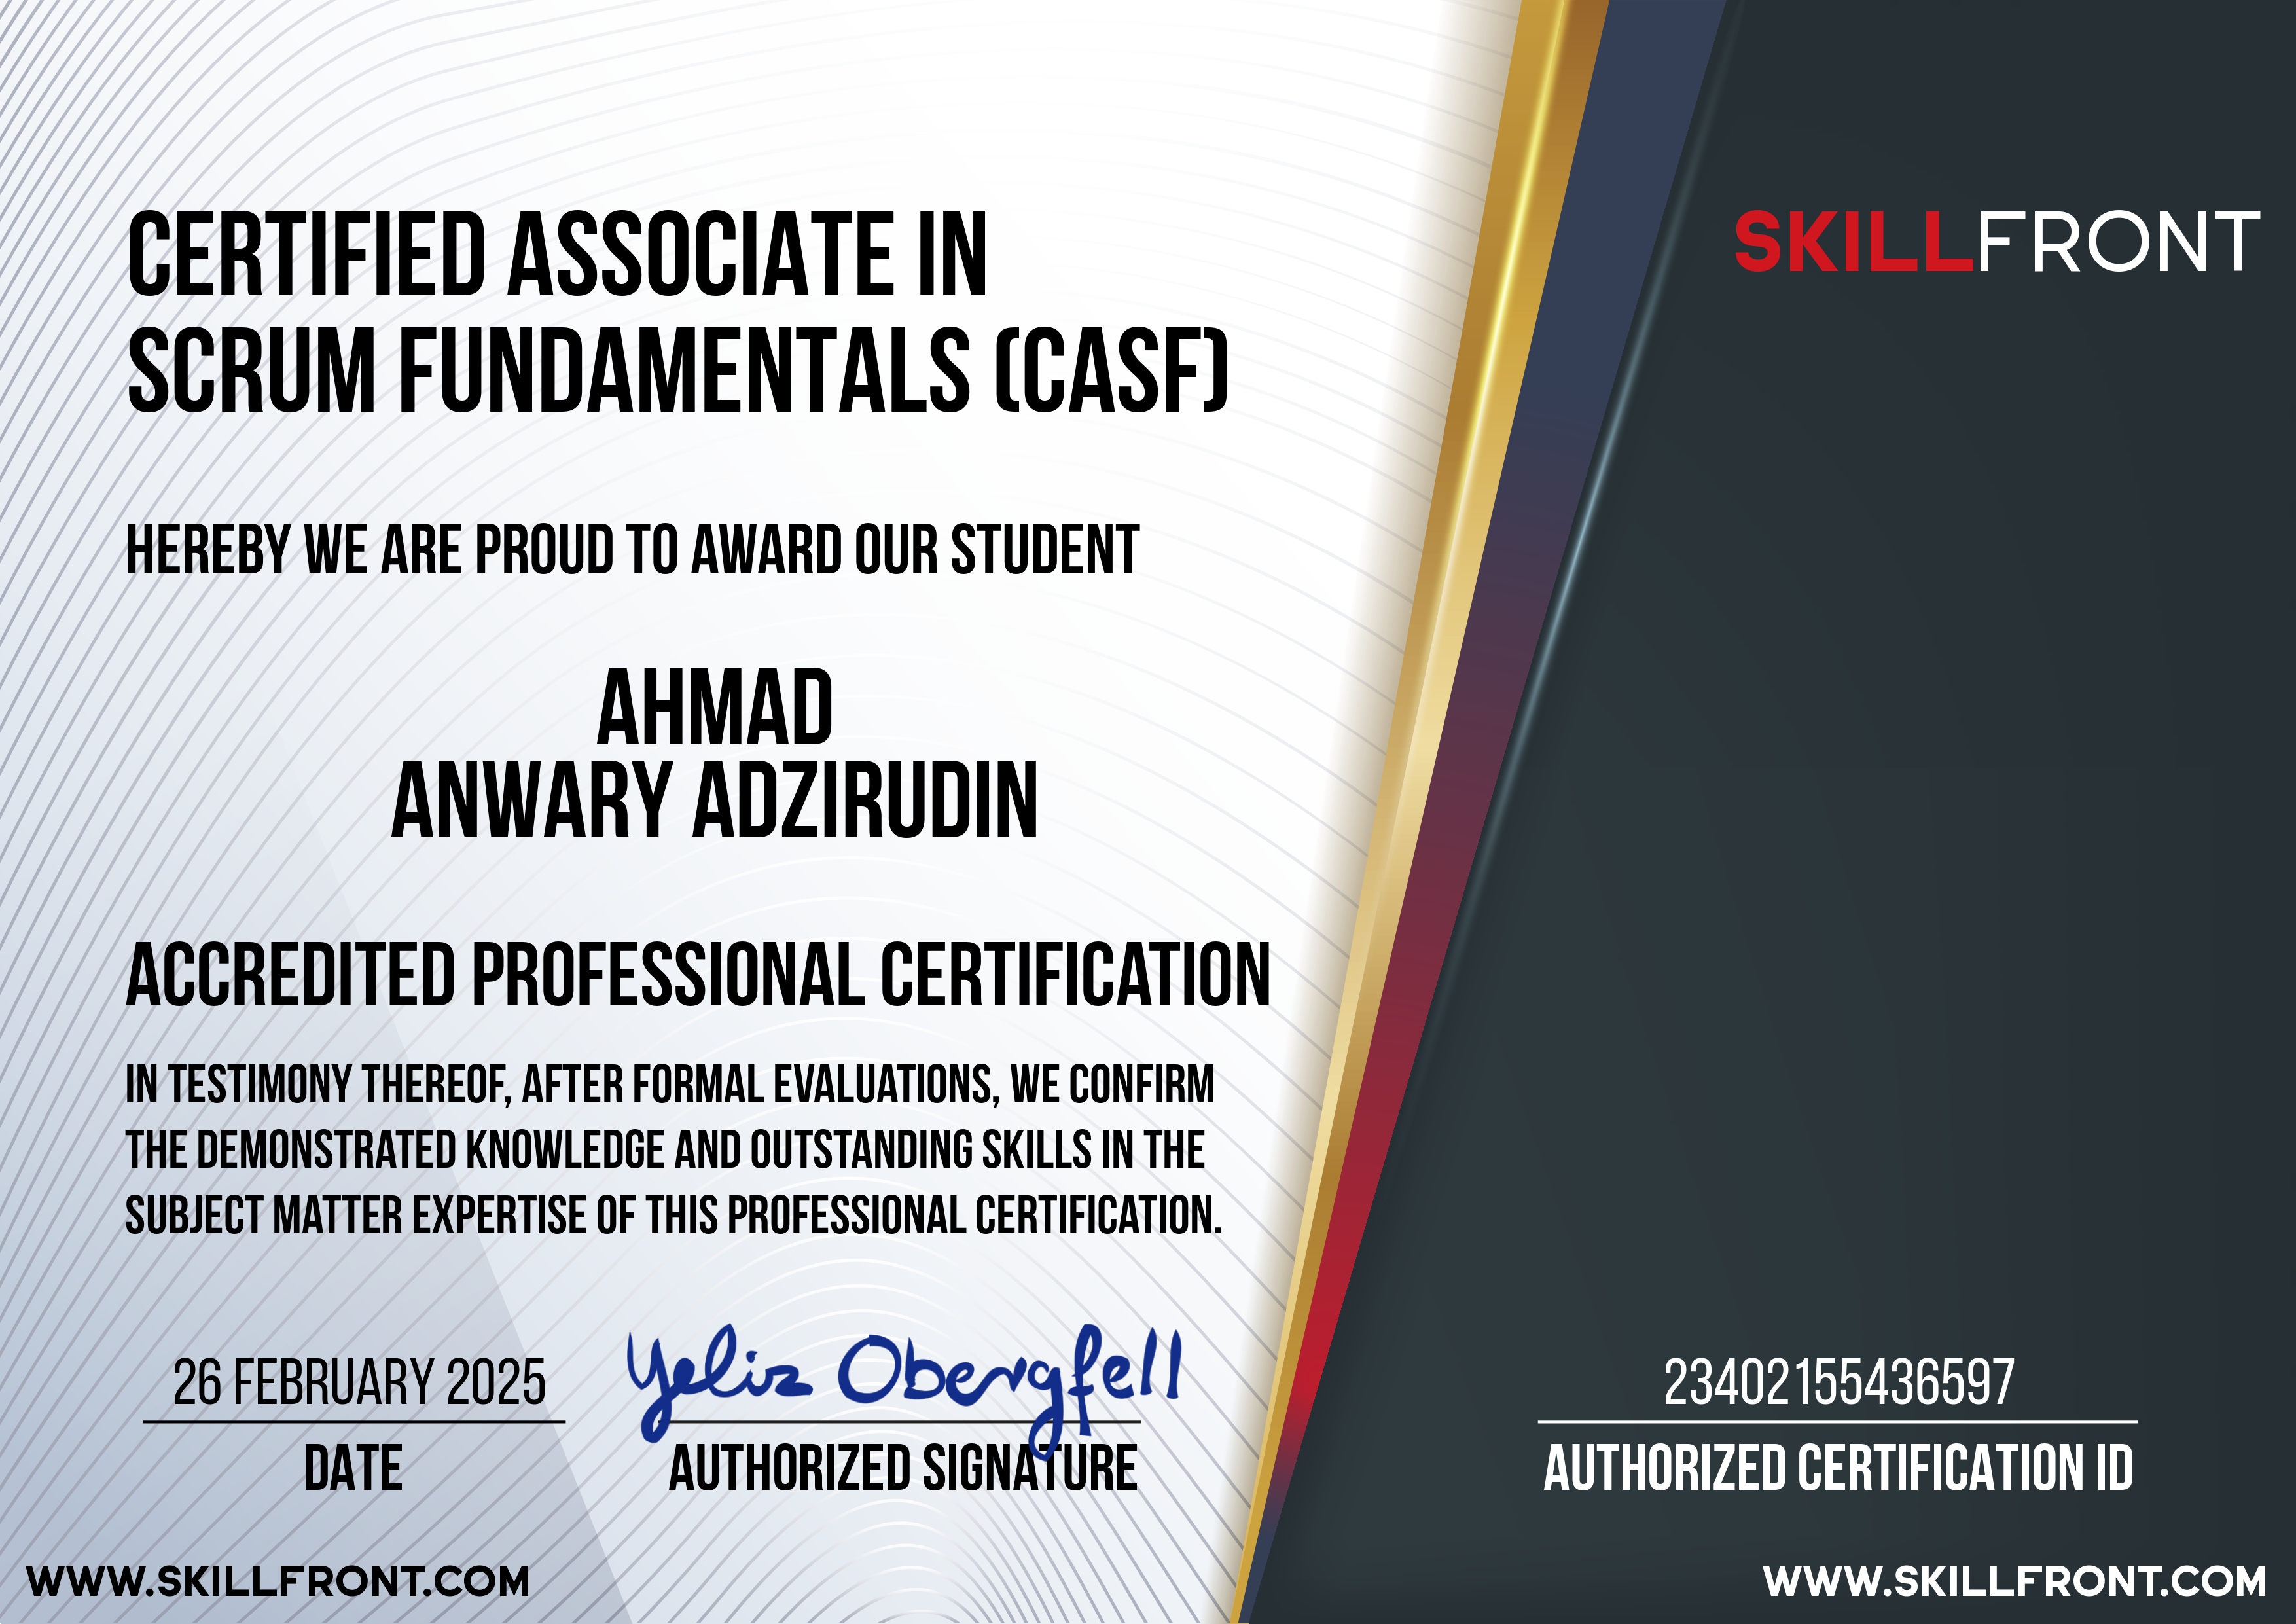 CERTIFIED ASSOCIATE IN
SCRUM FUNDAMENTALS (CASF)
SKILLFRONT
HEREBY WE ARE PROUD TO AWARD OUR STUDENT
AHMAD
ANWARY ADZIRUDIN
ACCREDITED PROFESSIONAL CERTIFICATION
IN TESTIMONY THEREOF, AFTER FORMAL EVALUATIONS, WE CONFIRM
THE DEMONSTRATED KNOWLEDGE AND OUTSTANDING SKILLS IN THE
SUBJECT MATTER EXPERTISE OF THIS PROFESSIONAL CERTIFICATION.
26 FEBRUARY 2025
DATE
Yeliz Obergfell
AUTHORIZED SIGNATURE
23402155436597
AUTHORIZED CERTIFICATION ID
WWW.SKILLFRONT.COM
WWW.SKILLFRONT.COM